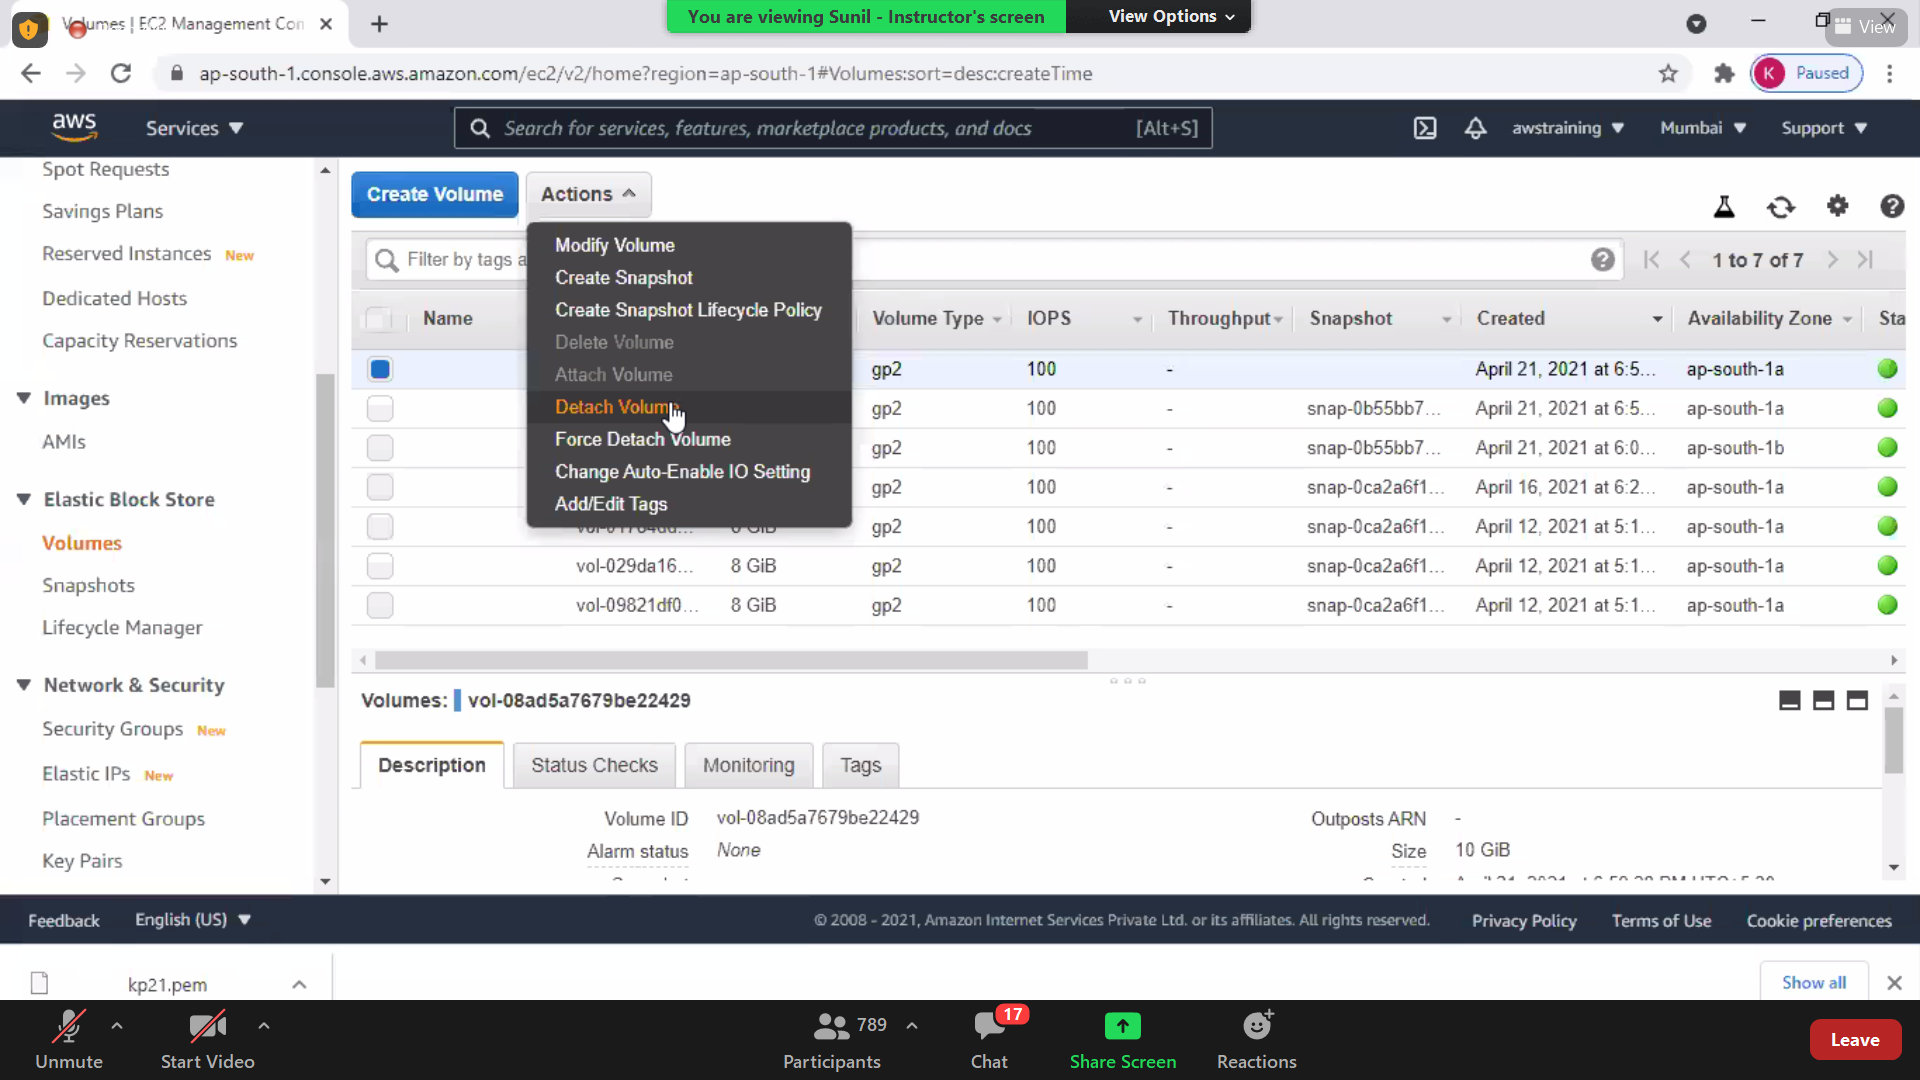 Volumes | EC2 Management Con
You are viewing Sunil - Instructor's screen
View Options
View
ap-south-1.console.aws.amazon.com/ec2/v2/home?region=ap-south-1#Volumes:sort=desc:createTime
K Paused
aws
Services
Search for services, features, marketplace products, and docs [Alt+S]
awstraining
Mumbai
Support
Spot Requests
Savings Plans
Reserved Instances New
Dedicated Hosts
Capacity Reservations
Images
AMIs
Elastic Block Store
Volumes
Snapshots
Lifecycle Manager
Network & Security
Security Groups New
Elastic IPs New
Placement Groups
Key Pairs
Create Volume Actions
Filter by tags a
1 to 7 of 7
Modify Volume
Create Snapshot
Create Snapshot Lifecycle Policy
Delete Volume
Attach Volume
Detach Volume
Force Detach Volume
Change Auto-Enable IO Setting
Add/Edit Tags
Name Volume Type IOPS Throughput Snapshot Created Availability Zone Sta
gp2 100 - April 21, 2021 at 6:5... ap-south-1a
gp2 100 - snap-0b55bb7... April 21, 2021 at 6:5... ap-south-1a
gp2 100 - snap-0b55bb7... April 21, 2021 at 6:0... ap-south-1b
gp2 100 - snap-0ca2a6f1... April 16, 2021 at 6:2... ap-south-1a
gp2 100 - snap-0ca2a6f1... April 12, 2021 at 5:1... ap-south-1a
vol-029da16... 8 GiB gp2 100 - snap-0ca2a6f1... April 12, 2021 at 5:1... ap-south-1a
vol-09821df0... 8 GiB gp2 100 - snap-0ca2a6f1... April 12, 2021 at 5:1... ap-south-1a
Volumes: vol-08ad5a7679be22429
Description Status Checks Monitoring Tags
Volume ID vol-08ad5a7679be22429 Outposts ARN -
Alarm status None Size 10 GiB
Feedback English (US) © 2008 - 2021, Amazon Internet Services Private Ltd. or its affiliates. All rights reserved. Privacy Policy Terms of Use Cookie preferences
kp21.pem
Show all
Unmute
Start Video
789
Participants
17
Chat
Share Screen
Reactions
Leave